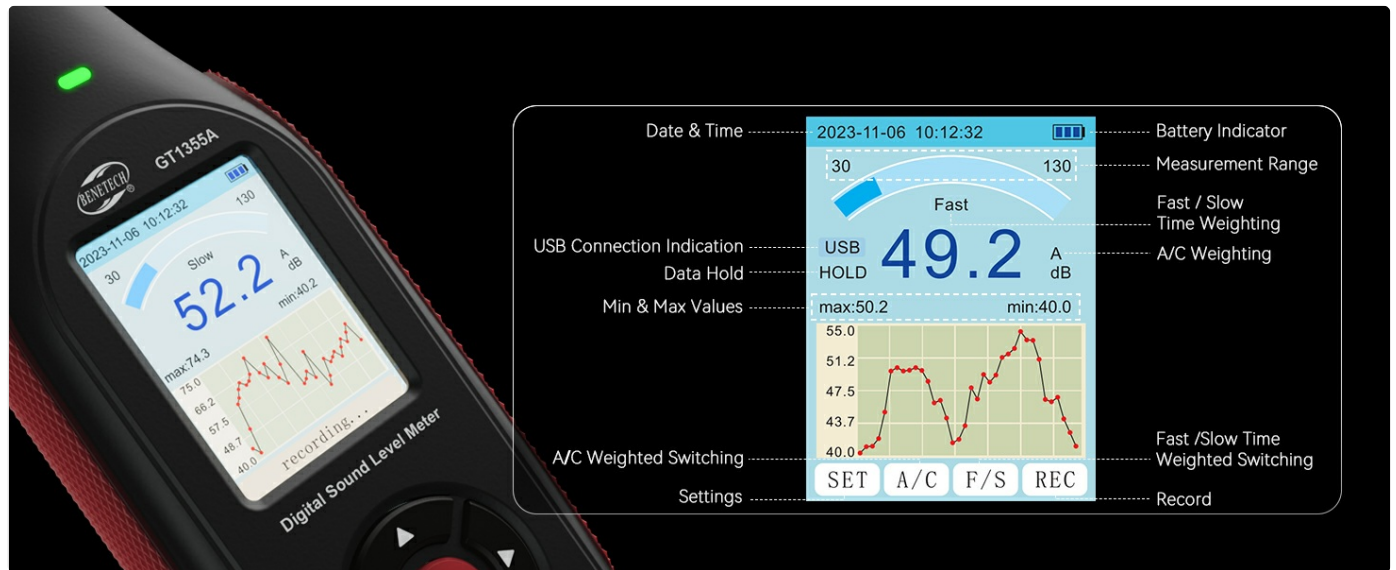 BENETECH®
GT1355A
2023-11-06 10:12:32
30
130
Slow
52.2
A
dB
max:74.3
min:40.2
75.0
66.2
57.5
48.7
40.0
recording...
Digital Sound Level Meter
Date & Time
USB Connection Indication
Data Hold
Min & Max Values
A/C Weighted Switching
Settings
2023-11-06 10:12:32
30
130
Fast
USB
HOLD
49.2
A
dB
max:50.2
min:40.0
55.0
51.2
47.5
43.7
40.0
SET
A/C
F/S
REC
Battery Indicator
Measurement Range
Fast / Slow
Time Weighting
A/C Weighting
Fast /Slow Time
Weighted Switching
Record